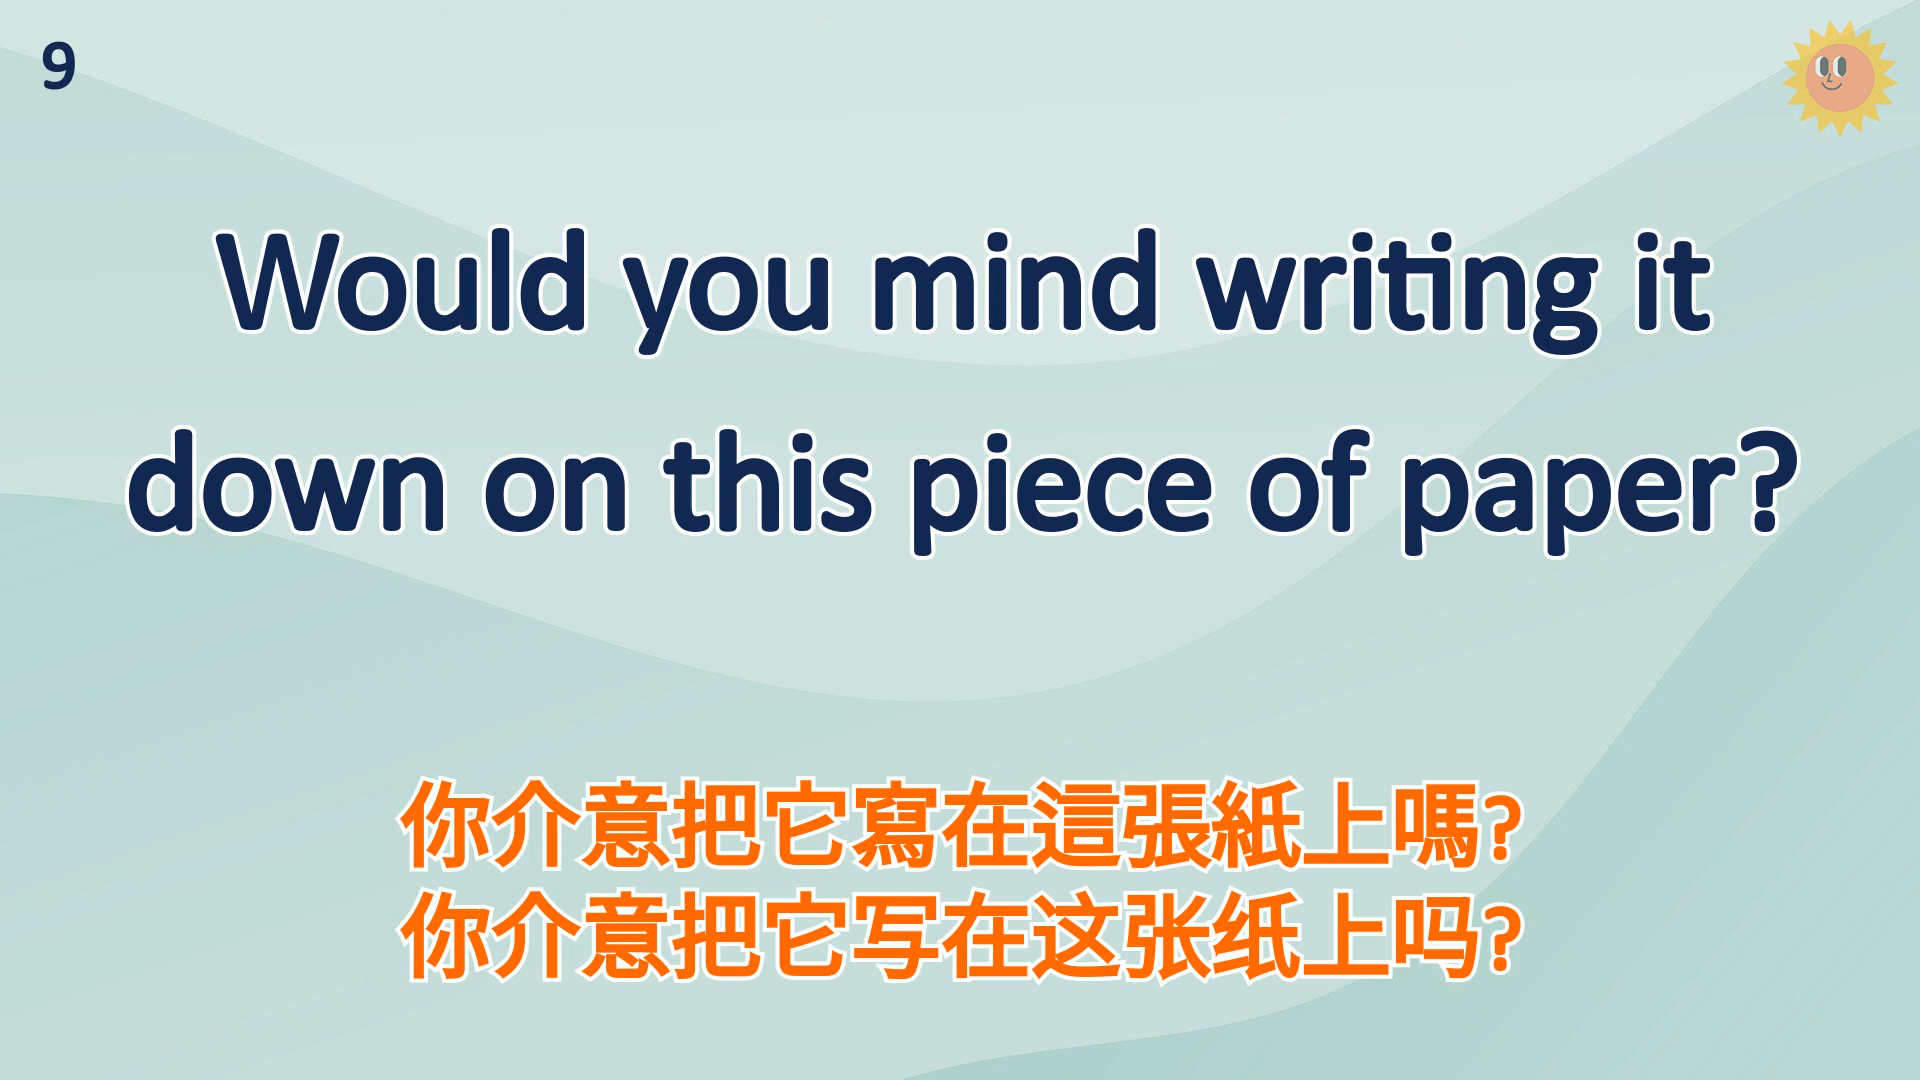 9
Would you mind writing it
down on this piece of paper?
你介意把它寫在這張紙上嗎?
你介意把它写在这张纸上吗?